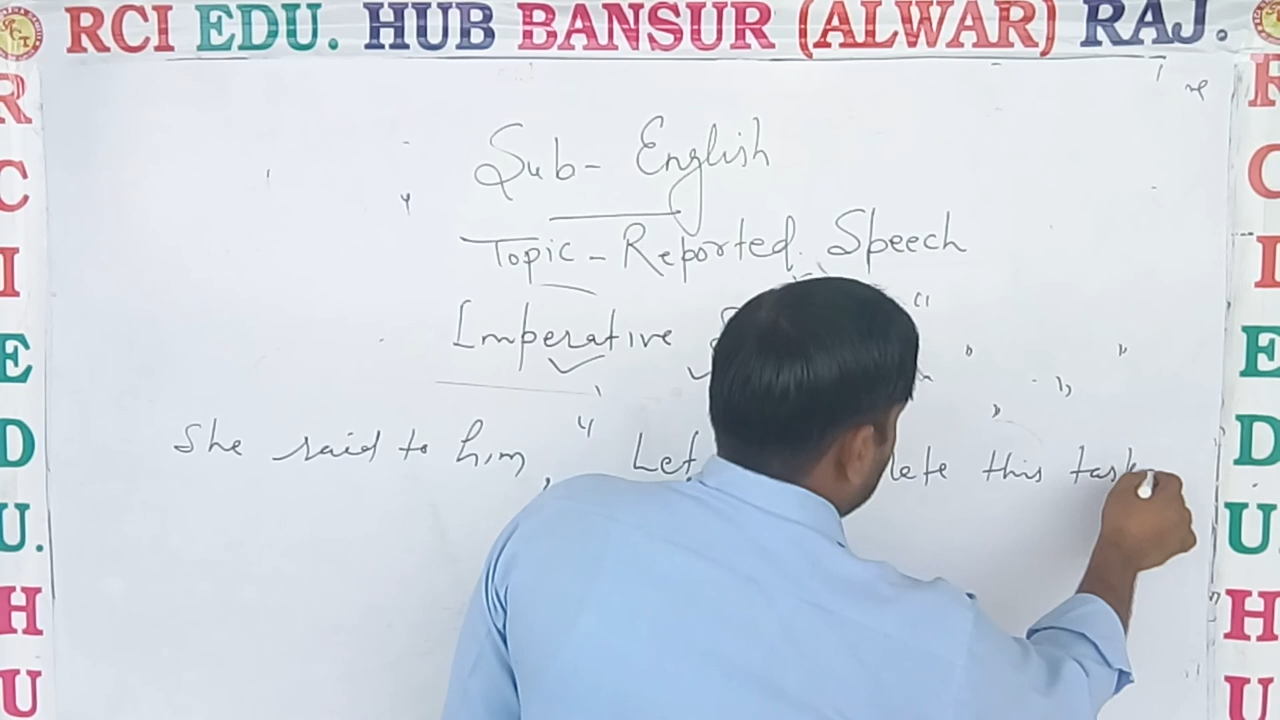 RCI EDU. HUB BANSUR (ALWAR) RAJ.
Sub- English
Topic - Reported Speech
Imperative
She said to him, " Let this task
R C I E D U. H U
R C I E D U. H U